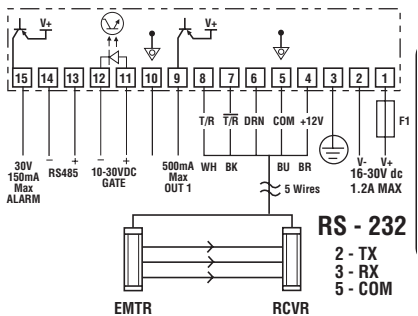 V+
V+
15 14 13 12 11 10 9 8 7 6 5 4 3 2 1
T/R T/R DRN COM +12V
F1
30V
150mA
Max
ALARM
− +
RS485
− +
10-30VDC
GATE
500mA
Max
OUT 1
WH BK BU BR
V- V+
16-30V dc
1.2A MAX
5 Wires
RS - 232
2 - TX
3 - RX
5 - COM
EMTR RCVR